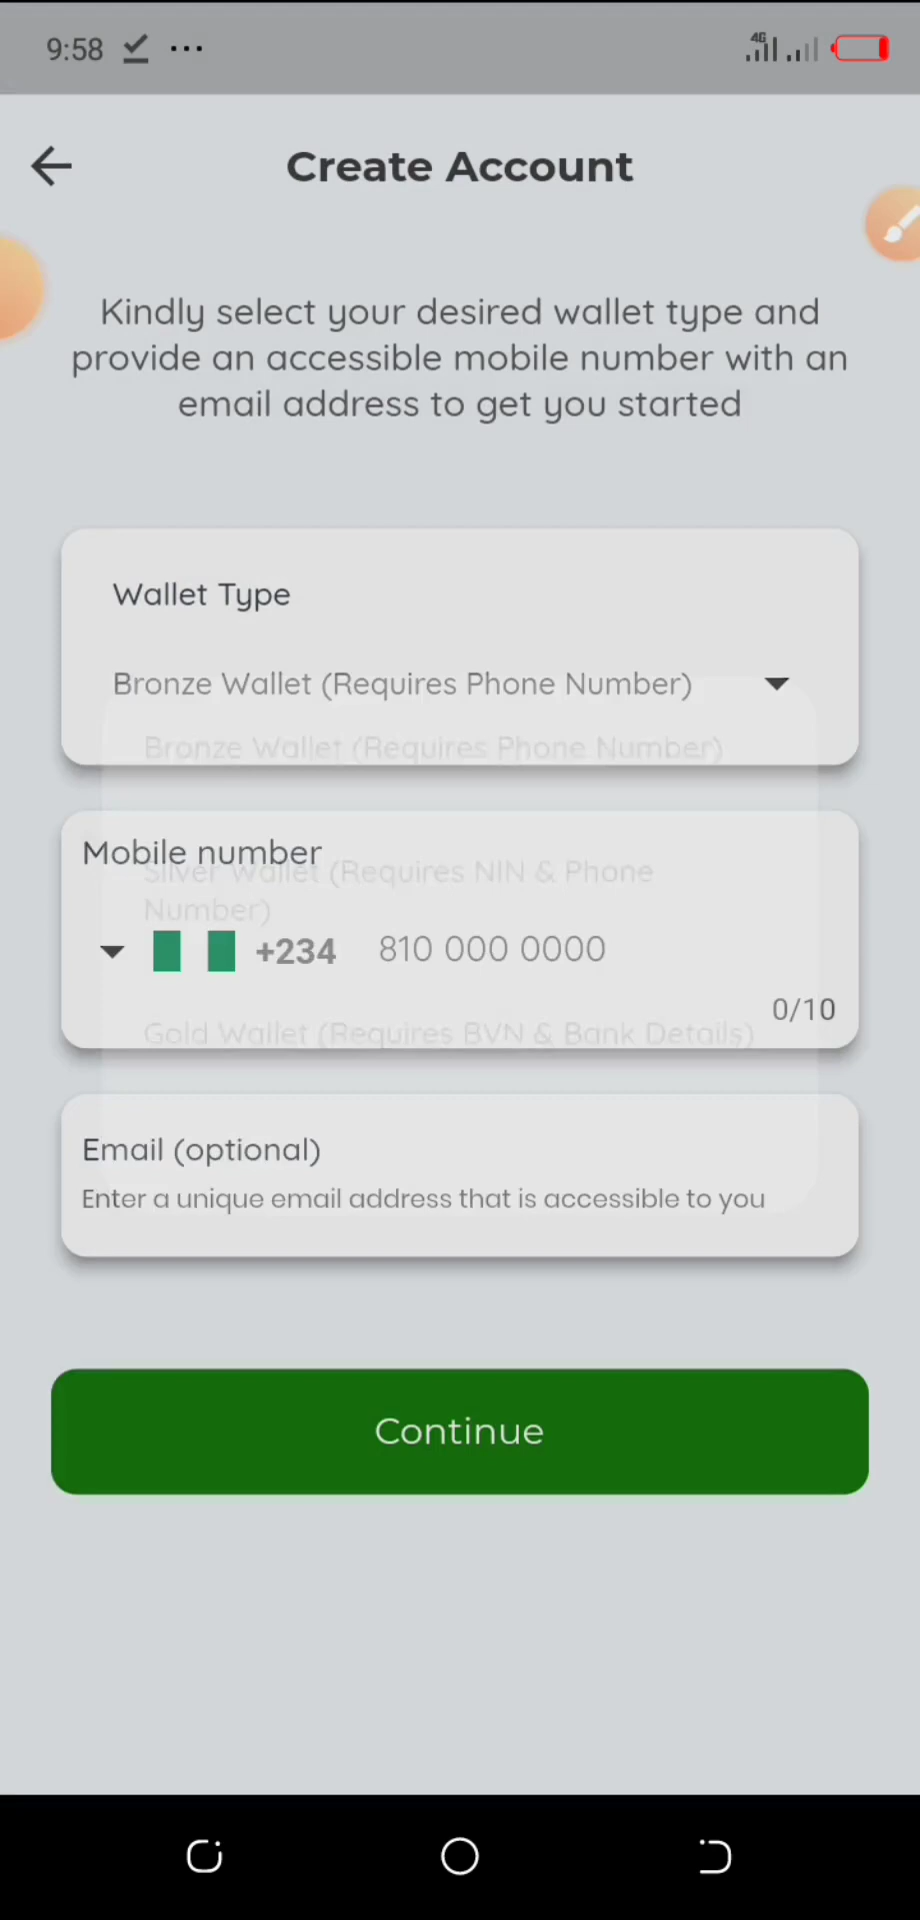 9:58
4G
Create Account
Kindly select your desired wallet type and
provide an accessible mobile number with an
email address to get you started
Wallet Type
Bronze Wallet (Requires Phone Number)
Bronze Wallet (Requires Phone Number)
Mobile number
Silver Wallet (Requires NIN & Phone
Number)
+234 810 000 0000
0/10
Gold Wallet (Requires BVN & Bank Details)
Email (optional)
Enter a unique email address that is accessible to you
Continue